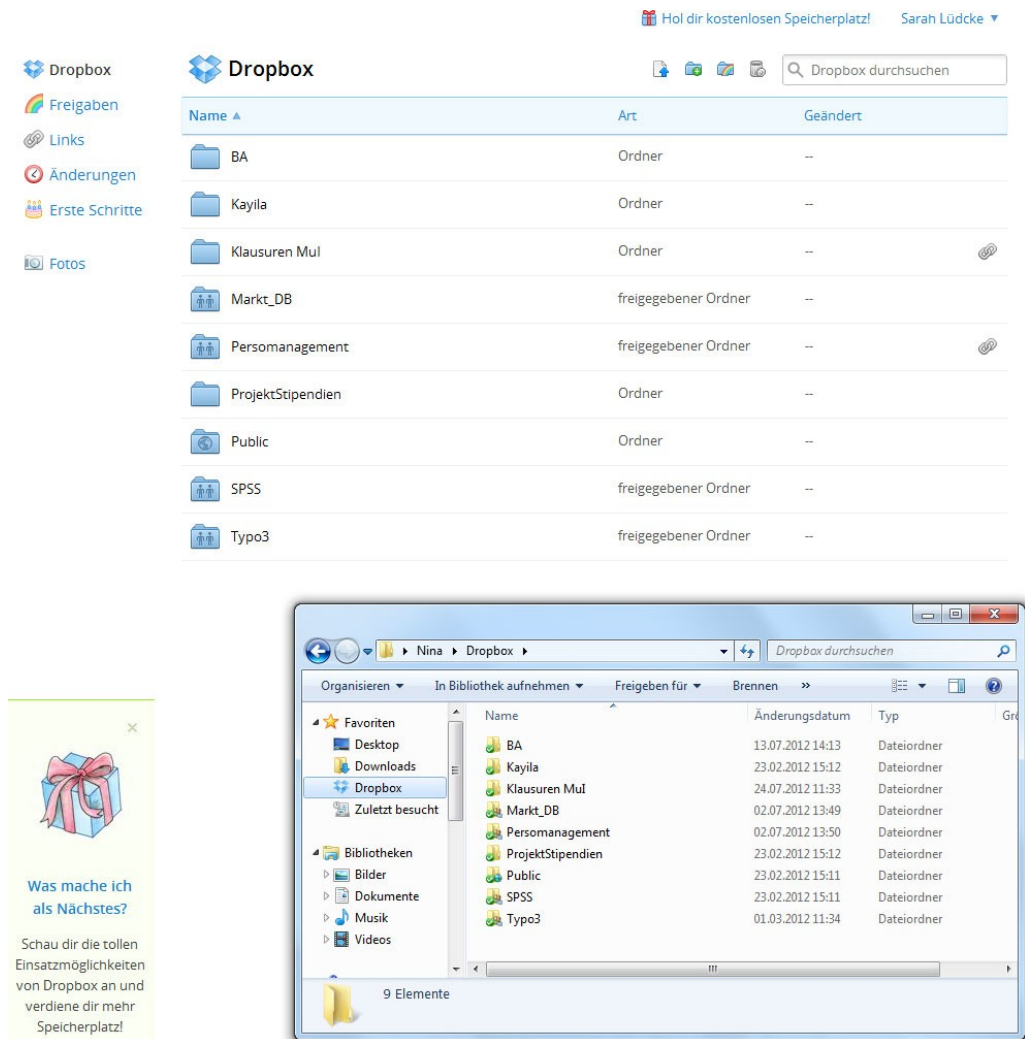 Hol dir kostenlosen Speicherplatz! Sarah Lüdcke ▼
Dropbox
Freigaben
Links
Änderungen
Erste Schritte
Fotos
Dropbox
Dropbox durchsuchen
Name ▲ Art Geändert
BA Ordner --
Kayila Ordner --
Klausuren MuI Ordner --
Markt_DB freigegebener Ordner --
Persomanagement freigegebener Ordner --
ProjektStipendien Ordner --
Public Ordner --
SPSS freigegebener Ordner --
Typo3 freigegebener Ordner --
Was mache ich
als Nächstes?
Schau dir die tollen
Einsatzmöglichkeiten
von Dropbox an und
verdiene dir mehr
Speicherplatz!
Nina Dropbox
Dropbox durchsuchen
Organisieren In Bibliothek aufnehmen Freigeben für Brennen »
Favoriten
Desktop
Downloads
Dropbox
Zuletzt besucht
Bibliotheken
Bilder
Dokumente
Musik
Videos
Name Änderungsdatum Typ Grö
BA 13.07.2012 14:13 Dateiordner
Kayila 23.02.2012 15:12 Dateiordner
Klausuren MuI 24.07.2012 11:33 Dateiordner
Markt_DB 02.07.2012 13:49 Dateiordner
Persomanagement 02.07.2012 13:50 Dateiordner
ProjektStipendien 23.02.2012 15:12 Dateiordner
Public 23.02.2012 15:11 Dateiordner
SPSS 23.02.2012 15:11 Dateiordner
Typo3 01.03.2012 11:34 Dateiordner
9 Elemente